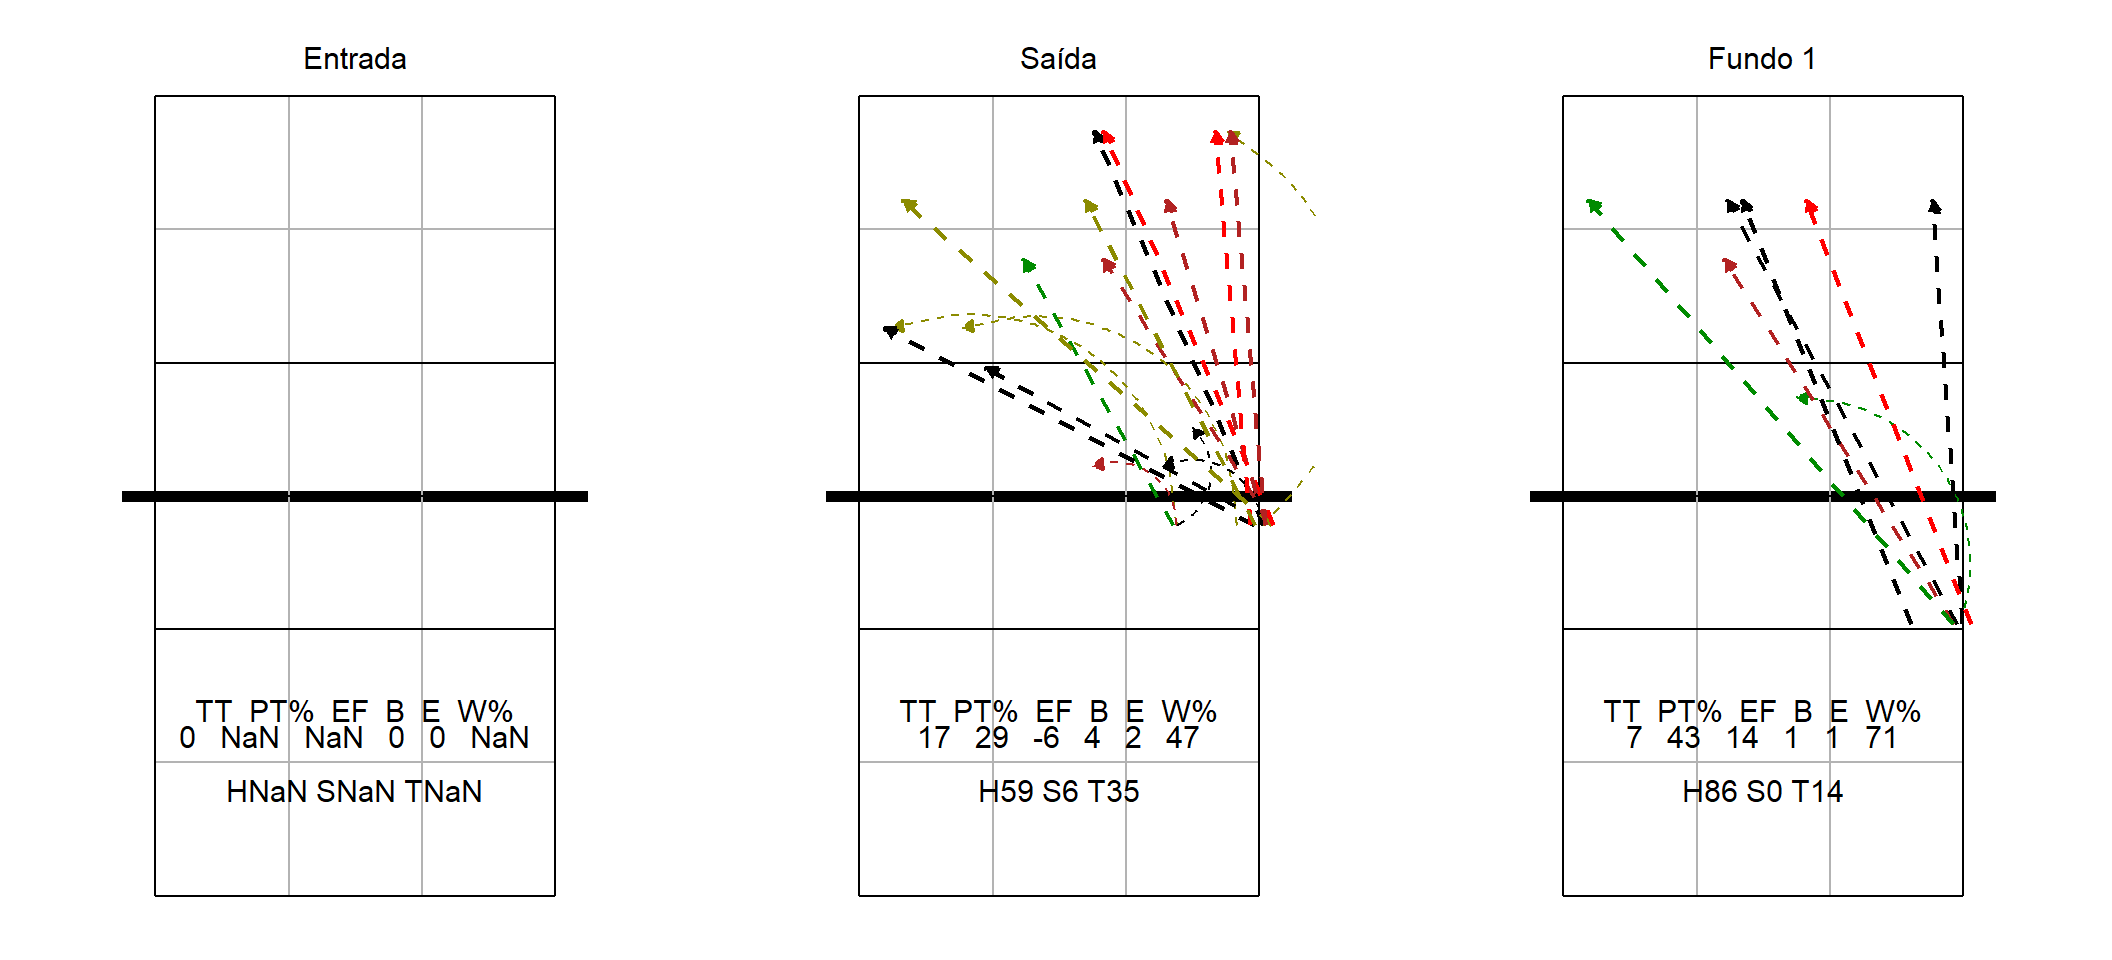 Entrada
TT PT% EF B E W%
0 NaN NaN 0 0 NaN
HNaN SNaN TNaN
Saída
TT PT% EF B E W%
17 29 -6 4 2 47
H59 S6 T35
Fundo 1
TT PT% EF B E W%
7 43 14 1 1 71
H86 S0 T14